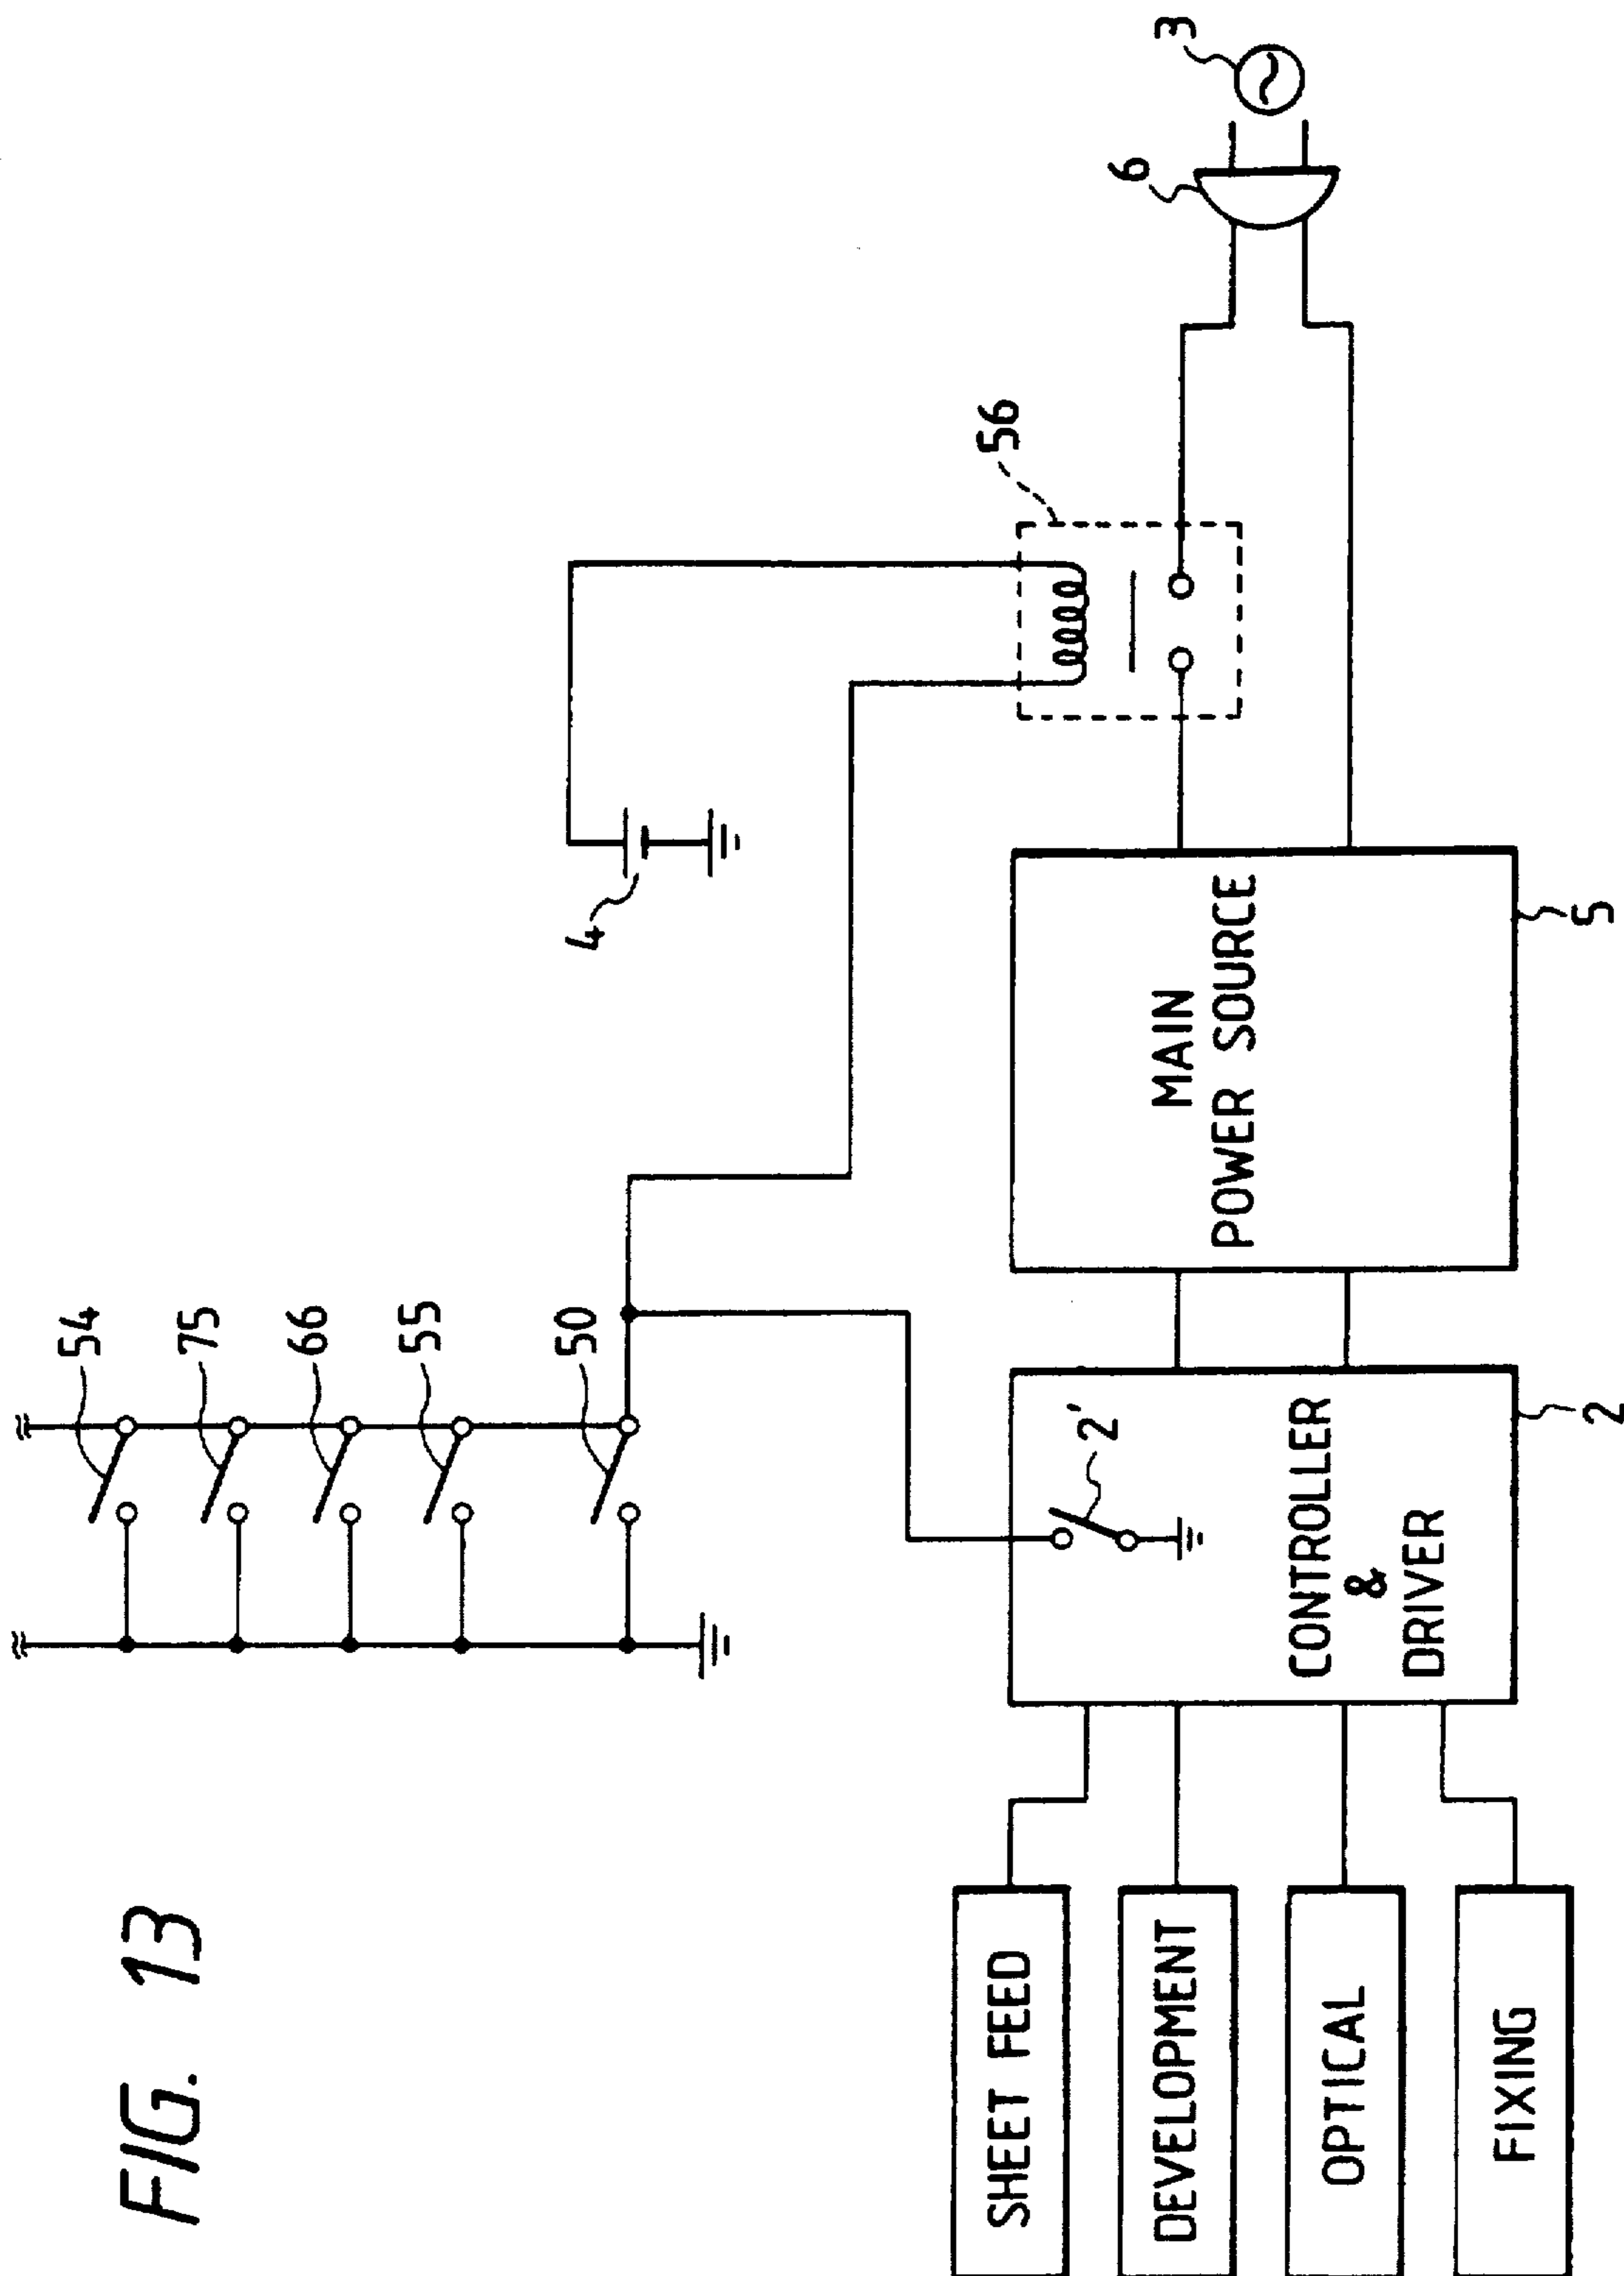 FIG. 13
54
75
66
55
50
4
56
3
6
2'
SHEET FEED
DEVELOPMENT
OPTICAL
FIXING
CONTROLLER
&
DRIVER
2
MAIN
POWER SOURCE
5